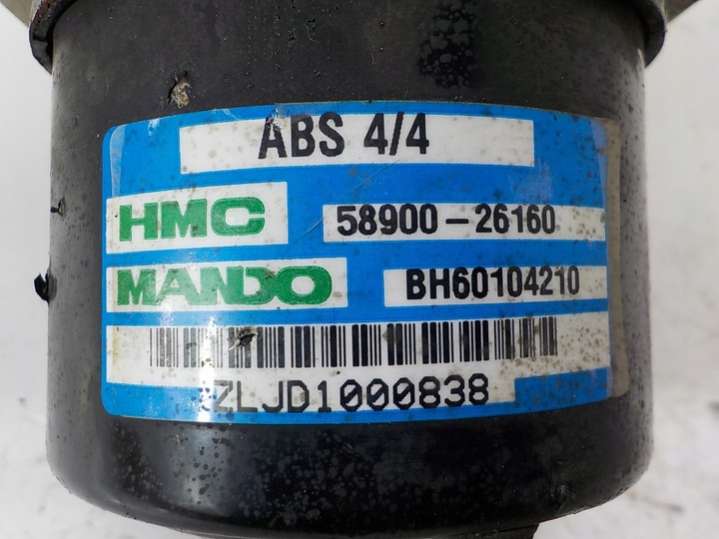 ABS 4/4
HMC 58900-26160
MANDO BH60104210
ZLJD1000838